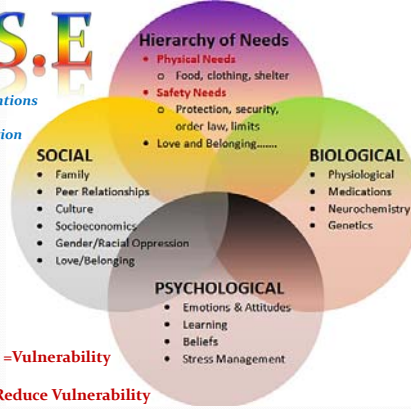 S.E
Hierarchy of Needs
• Physical Needs
o Food, clothing, shelter
• Safety Needs
o Protection, security,
order law, limits
• Love and Belonging.......
ntions
tion
SOCIAL
• Family
• Peer Relationships
• Culture
• Socioeconomics
• Gender/Racial Oppression
• Love/Belonging
BIOLOGICAL
• Physiological
• Medications
• Neurochemistry
• Genetics
PSYCHOLOGICAL
• Emotions & Attitudes
• Learning
• Beliefs
• Stress Management
=Vulnerability
Reduce Vulnerability